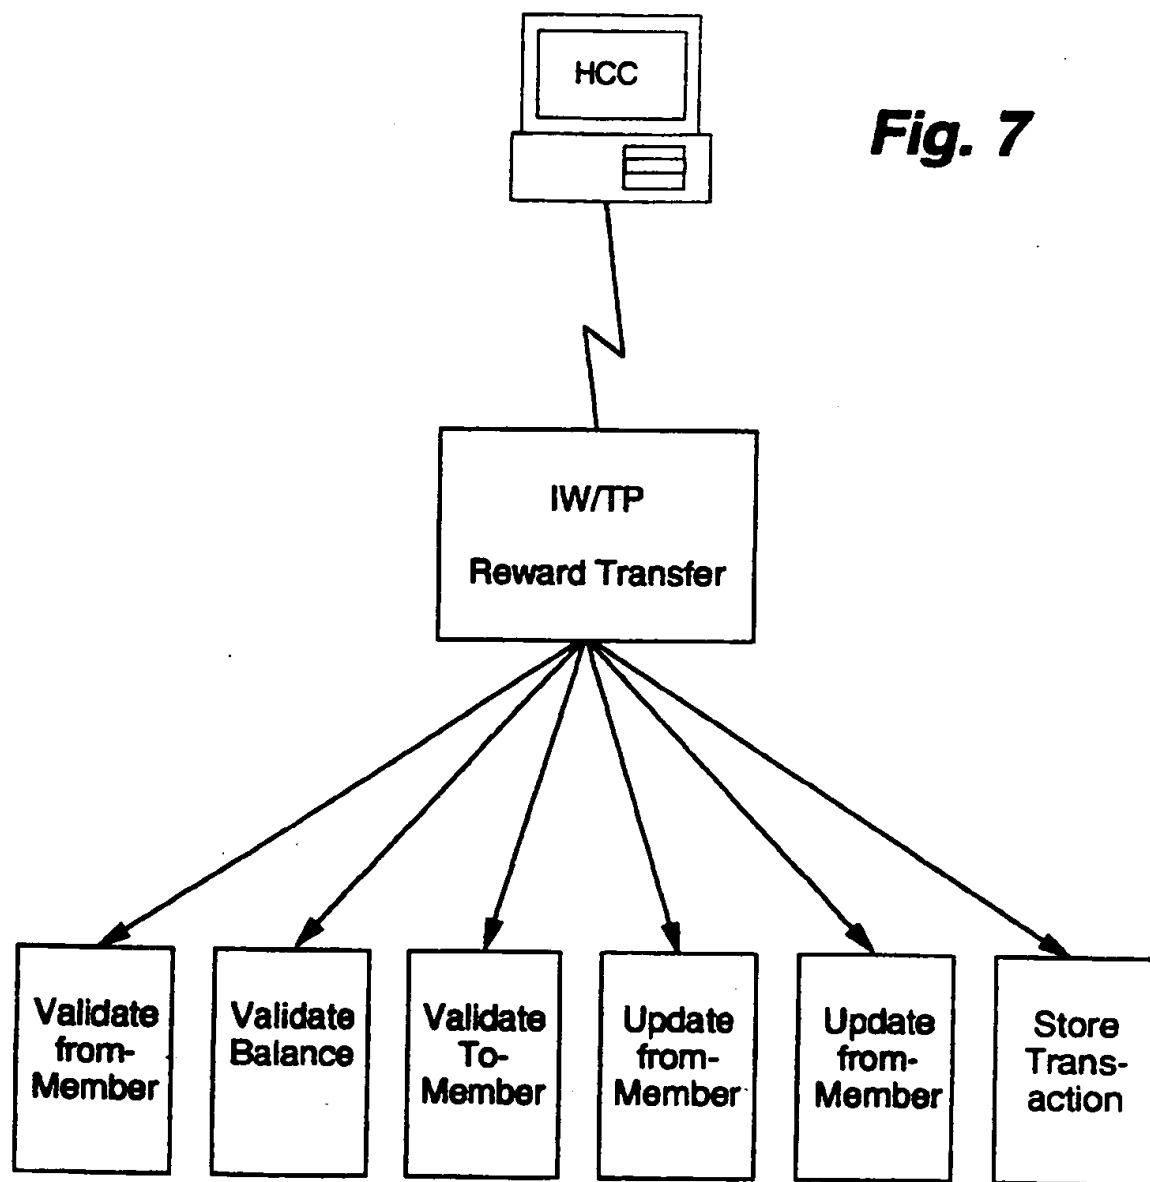 HCC
Fig. 7
IW/TP
Reward Transfer
Validate
from-
Member
Validate
Balance
Validate
To-
Member
Update
from-
Member
Update
from-
Member
Store
Trans-
action